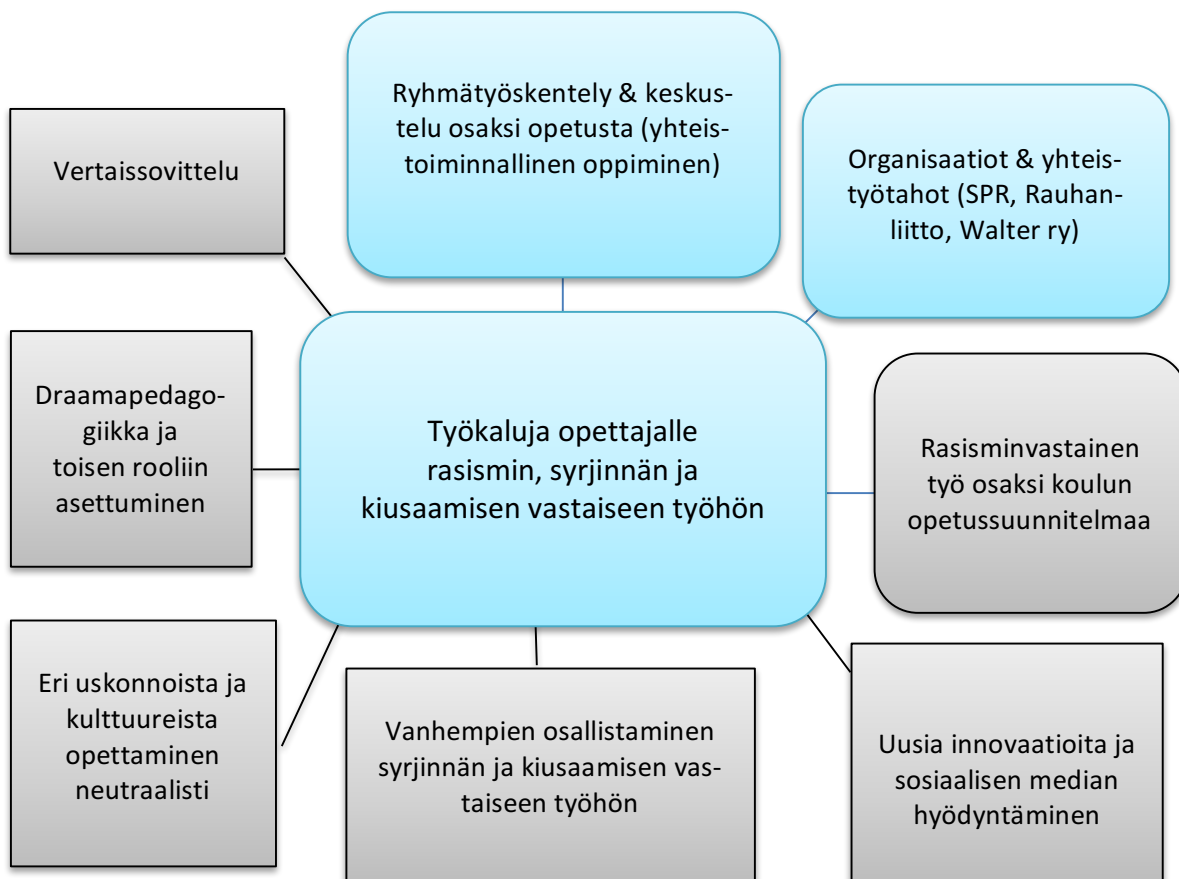 Ryhmätyöskentely & keskus-
telu osaksi opetusta (yhteis-
toiminnallinen oppiminen)
Vertaissovittelu
Organisaatiot & yhteis-
työtahot (SPR, Rauhan-
liitto, Walter ry)
Draamapedago-
giikka ja
toisen rooliin
asettuminen
Työkaluja opettajalle
rasismin, syrjinnän ja
kiusaamisen vastaiseen työhön
Rasisminvastainen
työ osaksi koulun
opetussuunnitelmaa
Eri uskonnoista ja
kulttuureista
opettaminen
neutraalisti
Vanhempien osallistaminen
syrjinnän ja kiusaamisen vas-
taiseen työhön
Uusia innovaatioita ja
sosiaalisen median
hyödyntäminen